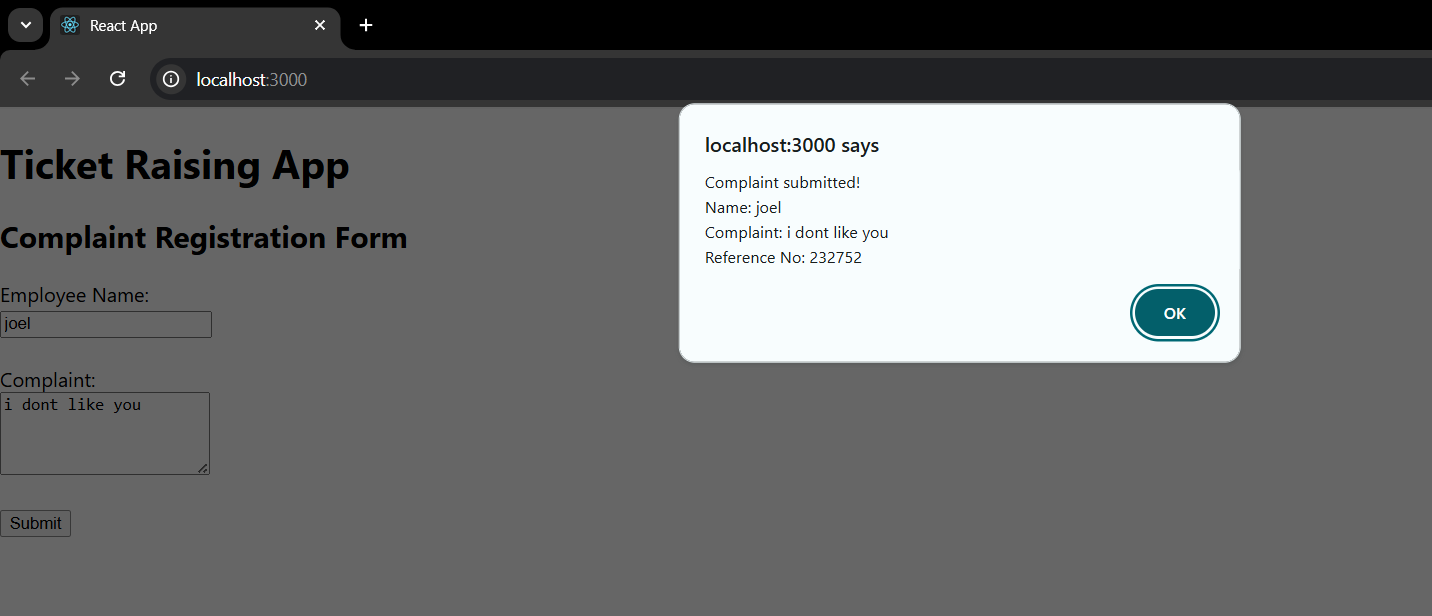 React App
localhost:3000
localhost:3000 says
Complaint submitted!
Name: joel
Complaint: i dont like you
Reference No: 232752
OK
Ticket Raising App
Complaint Registration Form
Employee Name:
joel
Complaint:
i dont like you
Submit